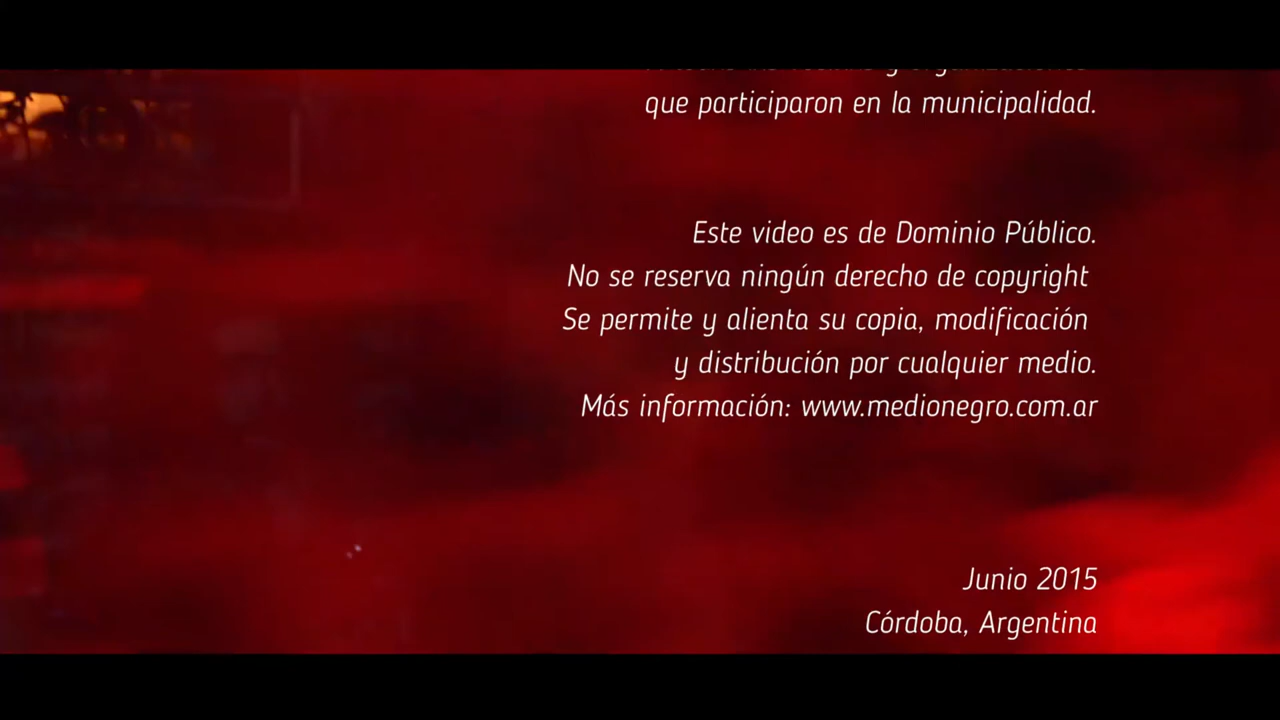 que participaron en la municipalidad.
Este video es de Dominio Público.
No se reserva ningún derecho de copyright
Se permite y alienta su copia, modificación
y distribución por cualquier medio.
Más información: www.medionegro.com.ar
Junio 2015
Córdoba, Argentina